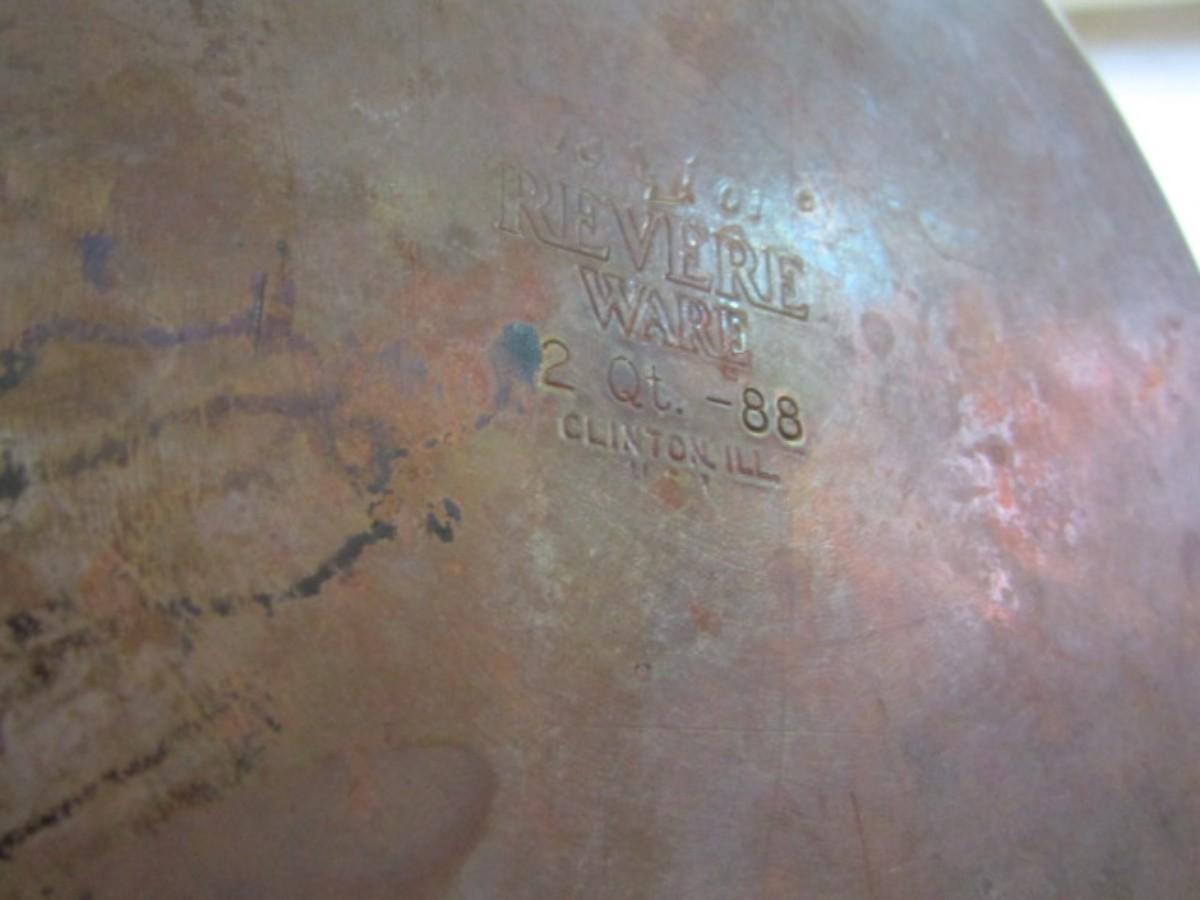 REVERE
WARE
2 Qt. -88
CLINTON, ILL.